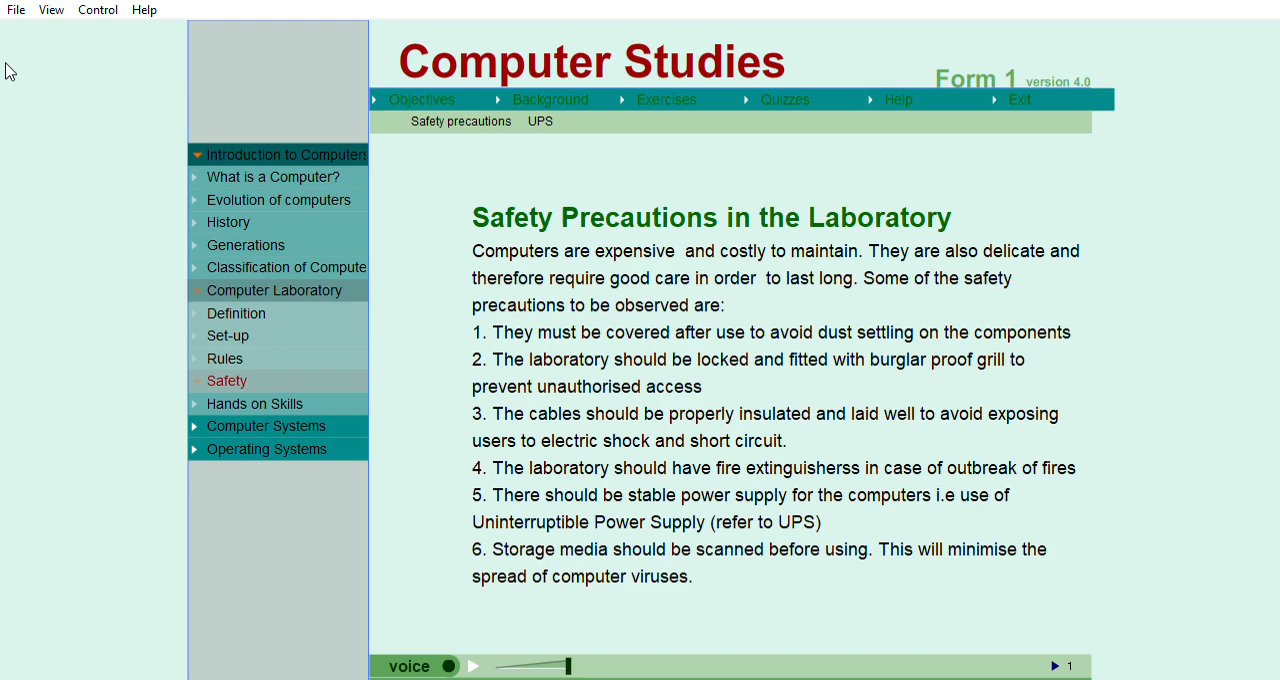 File View Control Help
Computer Studies
Form 1 version 4.0
Objectives Background Exercises Quizzes Help Exit
Safety precautions UPS
Introduction to Computers
What is a Computer?
Evolution of computers
History
Generations
Classification of Compute
Computer Laboratory
Definition
Set-up
Rules
Safety
Hands on Skills
Computer Systems
Operating Systems
Safety Precautions in the Laboratory
Computers are expensive and costly to maintain. They are also delicate and
therefore require good care in order to last long. Some of the safety
precautions to be observed are:
1. They must be covered after use to avoid dust settling on the components
2. The laboratory should be locked and fitted with burglar proof grill to
prevent unauthorised access
3. The cables should be properly insulated and laid well to avoid exposing
users to electric shock and short circuit.
4. The laboratory should have fire extinguisherss in case of outbreak of fires
5. There should be stable power supply for the computers i.e use of
Uninterruptible Power Supply (refer to UPS)
6. Storage media should be scanned before using. This will minimise the
spread of computer viruses.
voice
1